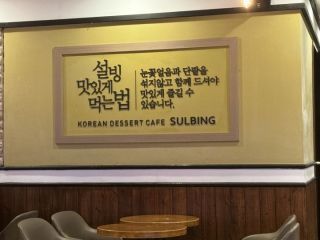 설빙
맛있게
먹는법
눈꽃얼음과 단팥을
섞지않고 함께 드셔야
맛있게 즐길 수
있습니다.
KOREAN DESSERT CAFE SULBING